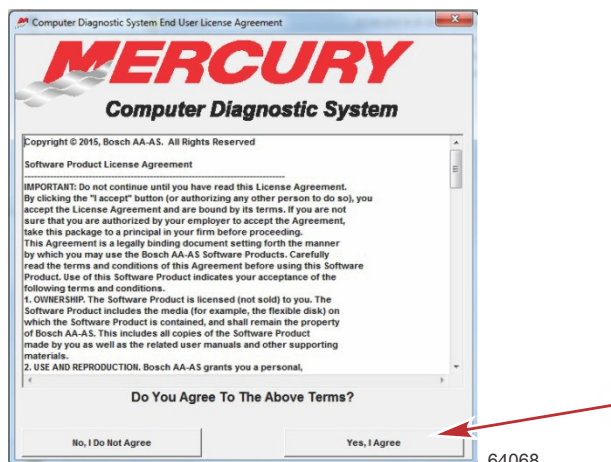 Computer Diagnostic System End User License Agreement
MERCURY
Computer Diagnostic System
Copyright © 2015, Bosch AA-AS. All Rights Reserved
Software Product License Agreement
--------------------------------------------------------------------------------
IMPORTANT: Do not continue until you have read this License Agreement.
By clicking the "I accept" button (or authorizing any other person to do so), you
accept the License Agreement and are bound by its terms. If you are not
sure that you are authorized by your employer to accept the Agreement,
take this package to a principal in your firm before proceeding.
This Agreement is a legally binding document setting forth the manner
by which you may use the Bosch AA-AS Software Products. Carefully
read the terms and conditions of this Agreement before using this Software
Product. Use of this Software Product indicates your acceptance of the
following terms and conditions.
1. OWNERSHIP. The Software Product is licensed (not sold) to you. The
Software Product includes the media (for example, the flexible disk) on
which the Software Product is contained, and shall remain the property
of Bosch AA-AS. This includes all copies of the Software Product
made by you as well as the related user manuals and other supporting
materials.
2. USE AND REPRODUCTION. Bosch AA-AS grants you a personal,
Do You Agree To The Above Terms?
No, I Do Not Agree
Yes, I Agree
64068